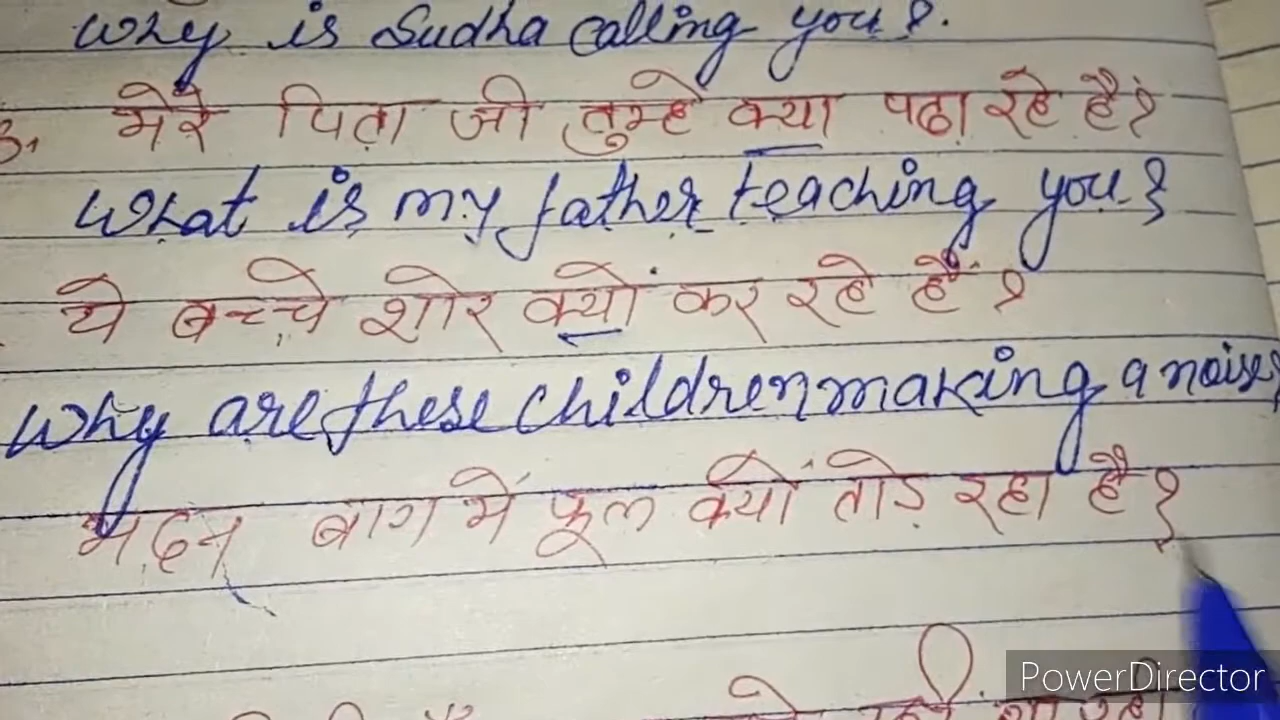 Why is Sudha calling you?.
3. मेरे पिता जी तुम्हे क्या पढा रहे है?
What is my father teaching you?
ये बच्चे शोर क्यों कर रहे हैं?
Why are these children making a noise?
मदन बाग में फूल क्यों तोड़ रहा है?
PowerDirector